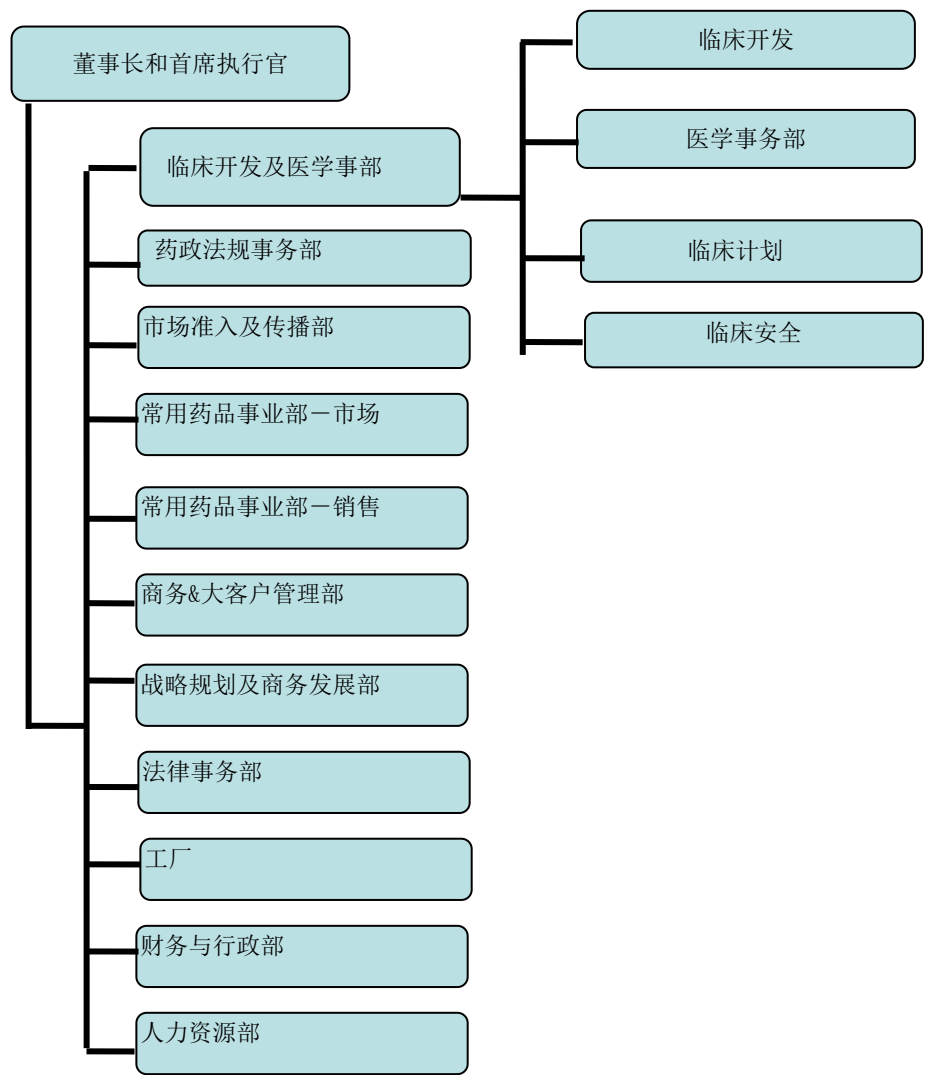 董事长和首席执行官
临床开发及医学事部
药政法规事务部
市场准入及传播部
常用药品事业部－市场
常用药品事业部－销售
商务&大客户管理部
战略规划及商务发展部
法律事务部
工厂
财务与行政部
人力资源部
临床开发
医学事务部
临床计划
临床安全